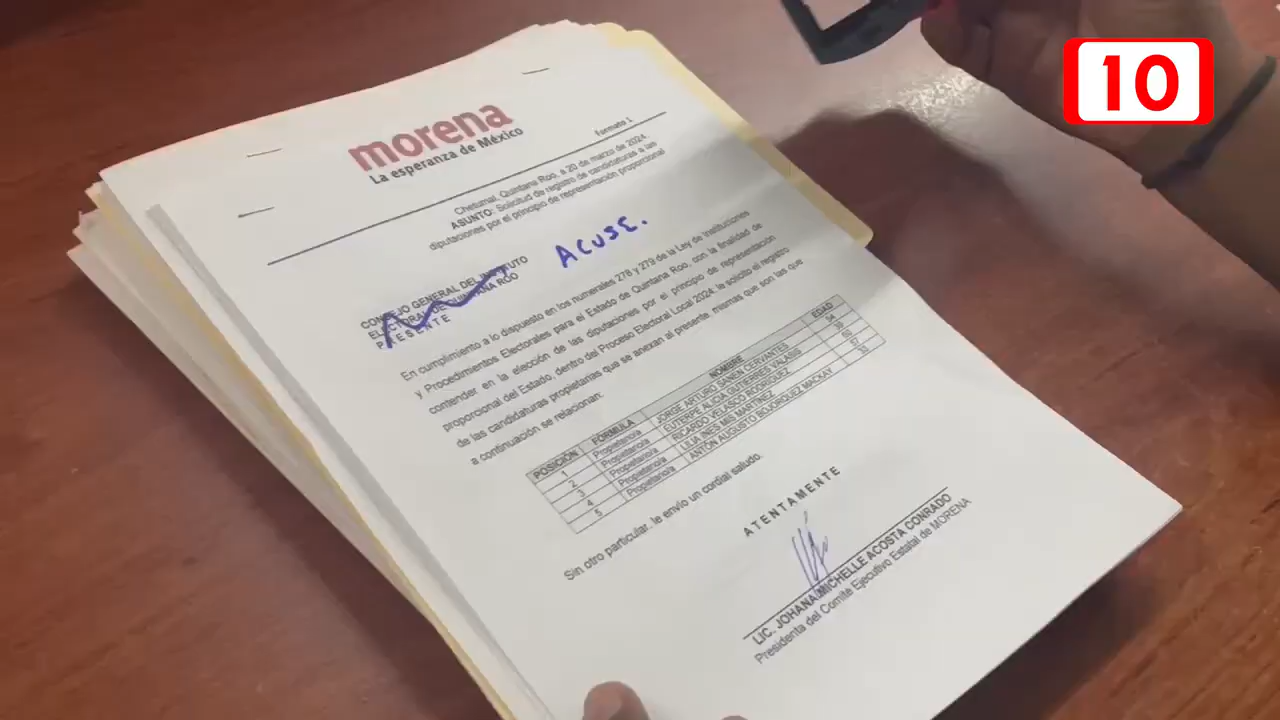 10
morena
La esperanza de México
Formato 1
Chetumal, Quintana Roo, a 20 de marzo de 2024.
ASUNTO: Solicitud de registro de candidaturas a las
diputaciones por el principio de representación proporcional
ACUSE.
CONSEJO GENERAL DEL INSTITUTO
ELECTORAL DE QUINTANA ROO
PRESENTE
En cumplimiento a lo dispuesto en los numerales 278 y 279 de la Ley de Instituciones
y Procedimientos Electorales para el Estado de Quintana Roo, con la finalidad de
contender en la elección de las diputaciones por el principio de representación
proporcional del Estado, dentro del Proceso Electoral Local 2024; le solicito el registro
de las candidaturas propietarias que se anexan al presente, mismas que son las que
a continuación se relacionan:
POSICIÓN FÓRMULA NOMBRE EDAD
1 Propietario/a JORGE ARTURO SANEN CERVANTES
2 Propietario/a EUTERPE ALICIA GUTIERRES VALASIS
3 Propietario/a RICARDO VELASCO RODRIGUEZ
4 Propietario/a LILIA INES MIS MARTINEZ
5 Propietario/a ANTON AUGUSTO BOJORQUEZ MACKAY
Sin otro particular, le envío un cordial saludo.
ATENTAMENTE
LIC. JOHANA MICHELLE ACOSTA CONRADO
Presidenta del Comité Ejecutivo Estatal de MORENA